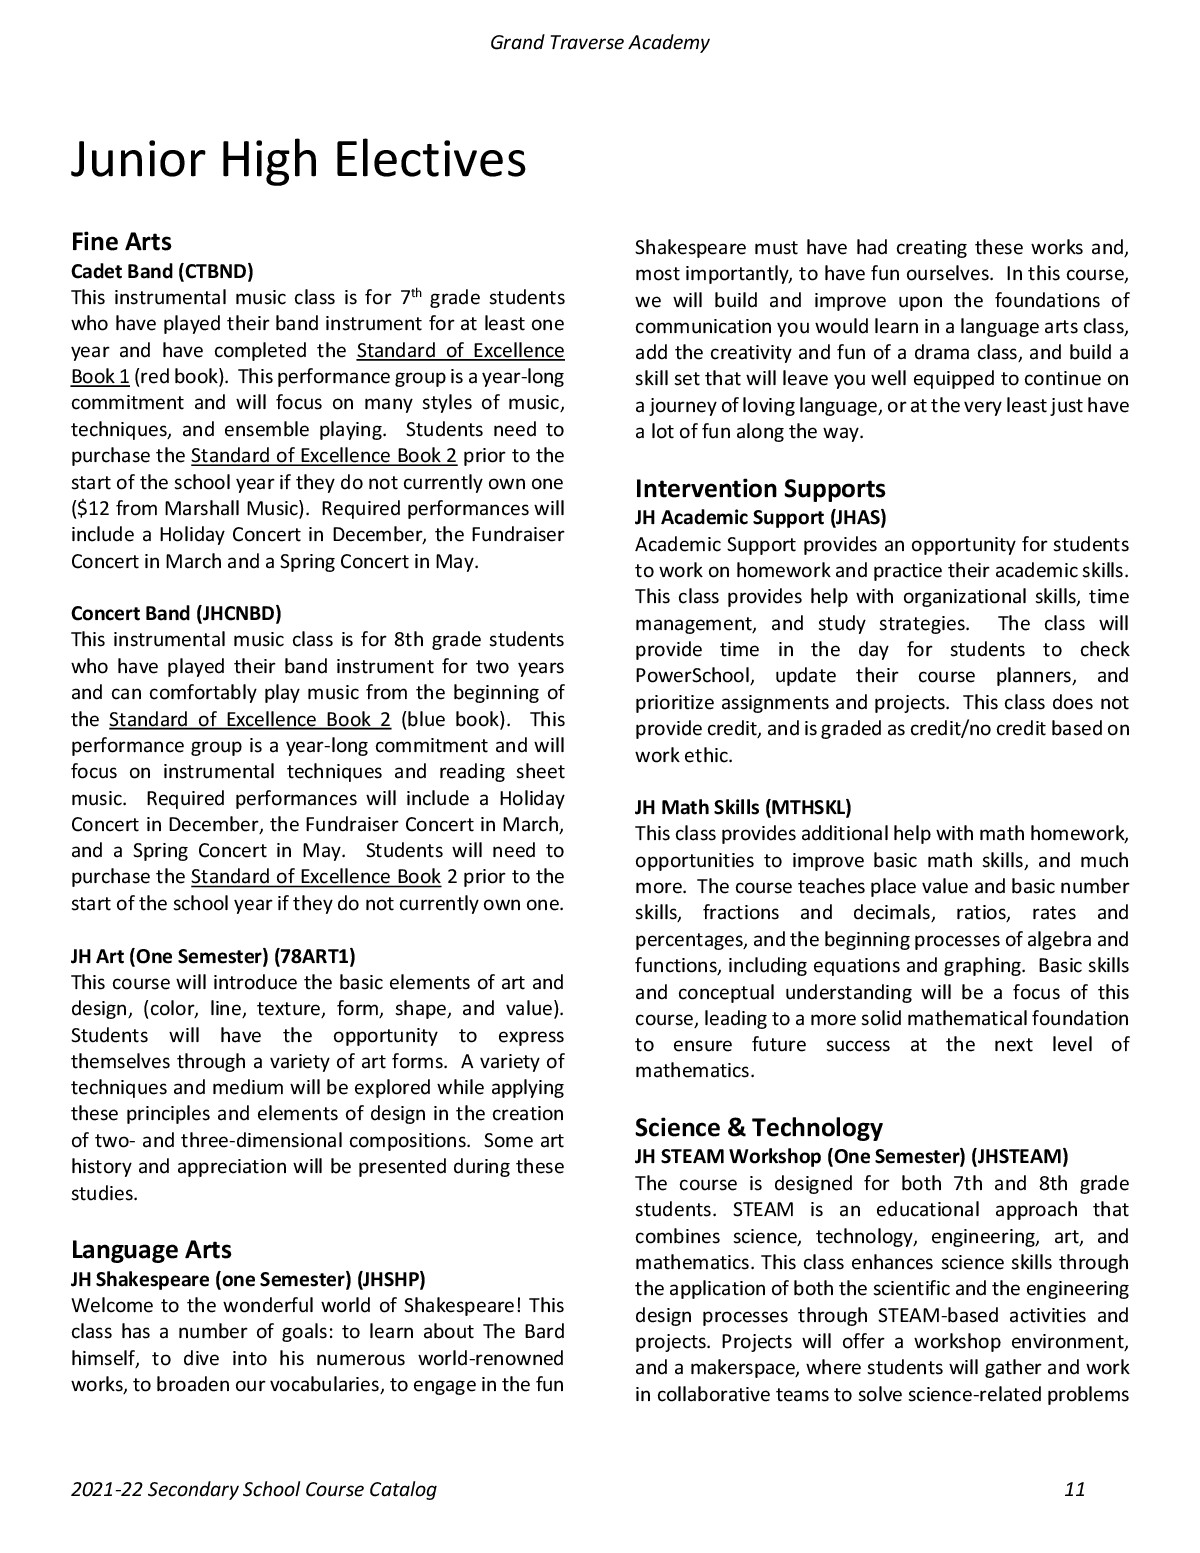 Grand Traverse Academy
Junior High Electives
Fine Arts
Cadet Band (CTBND)
This instrumental music class is for 7th grade students
who have played their band instrument for at least one
year and have completed the Standard of Excellence
Book 1 (red book).  This performance group is a year-long
commitment and will focus on many styles of music,
techniques, and ensemble playing.  Students need to
purchase the Standard of Excellence Book 2 prior to the
start of the school year if they do not currently own one
($12 from Marshall Music).  Required performances will
include a Holiday Concert in December, the Fundraiser
Concert in March and a Spring Concert in May.
Concert Band (JHCNBD)
This instrumental music class is for 8th grade students
who have played their band instrument for two years
and can comfortably play music from the beginning of
the Standard of Excellence Book 2 (blue book).  This
performance group is a year-long commitment and will
focus on instrumental techniques and reading sheet
music.  Required performances will include a Holiday
Concert in December, the Fundraiser Concert in March,
and a Spring Concert in May.  Students will need to
purchase the Standard of Excellence Book 2 prior to the
start of the school year if they do not currently own one.
JH Art (One Semester) (78ART1)
This course will introduce the basic elements of art and
design, (color, line, texture, form, shape, and value).
Students will have the opportunity to express
themselves through a variety of art forms.  A variety of
techniques and medium will be explored while applying
these principles and elements of design in the creation
of two- and three-dimensional compositions.  Some art
history and appreciation will be presented during these
studies.
Language Arts
JH Shakespeare (one Semester) (JHSHP)
Welcome to the wonderful world of Shakespeare! This
class has a number of goals: to learn about The Bard
himself, to dive into his numerous world-renowned
works, to broaden our vocabularies, to engage in the fun
Shakespeare must have had creating these works and,
most importantly, to have fun ourselves.  In this course,
we will build and improve upon the foundations of
communication you would learn in a language arts class,
add the creativity and fun of a drama class, and build a
skill set that will leave you well equipped to continue on
a journey of loving language, or at the very least just have
a lot of fun along the way.
Intervention Supports
JH Academic Support (JHAS)
Academic Support provides an opportunity for students
to work on homework and practice their academic skills.
This class provides help with organizational skills, time
management, and study strategies.  The class will
provide time in the day for students to check
PowerSchool, update their course planners, and
prioritize assignments and projects.  This class does not
provide credit, and is graded as credit/no credit based on
work ethic.
JH Math Skills (MTHSKL)
This class provides additional help with math homework,
opportunities to improve basic math skills, and much
more.  The course teaches place value and basic number
skills, fractions and decimals, ratios, rates and
percentages, and the beginning processes of algebra and
functions, including equations and graphing.  Basic skills
and conceptual understanding will be a focus of this
course, leading to a more solid mathematical foundation
to ensure future success at the next level of
mathematics.
Science & Technology
JH STEAM Workshop (One Semester) (JHSTEAM)
The course is designed for both 7th and 8th grade
students. STEAM is an educational approach that
combines science, technology, engineering, art, and
mathematics. This class enhances science skills through
the application of both the scientific and the engineering
design processes through STEAM-based activities and
projects. Projects will offer a workshop environment,
and a makerspace, where students will gather and work
in collaborative teams to solve science-related problems
2021-22 Secondary School Course Catalog 11